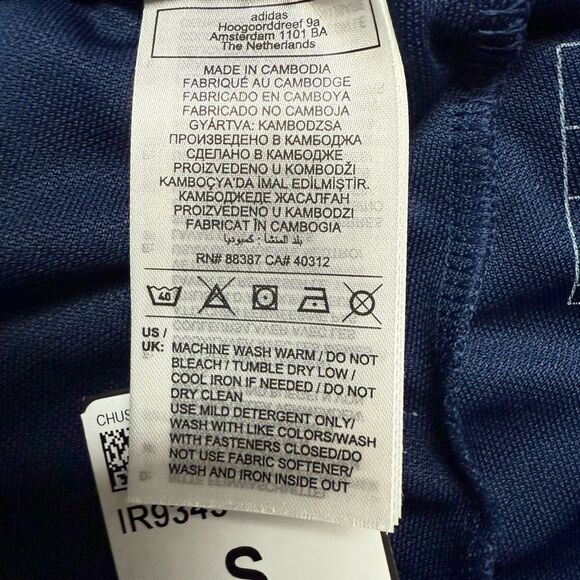 adidas
Hoogoorddreef 9a
Amsterdam 1101 BA
The Netherlands
MADE IN CAMBODIA
FABRIQUÉ AU CAMBODGE
FABRICADO EN CAMBOYA
FABRICADO NO CAMBOJA
GYÁRTVA: KAMBODZSA
ПРОИЗВЕДЕНО В КАМБОДЖА
СДЕЛАНО В КАМБОДЖЕ
PROIZVEDENO U KOMBODŽI
KAMBOÇYA'DA İMAL EDİLMİŞTİR.
КАМБОДЖЕДЕ ЖАСАЛҒАН
PROIZVEDENO U KAMBODZI
FABRICAT ÎN CAMBOGIA
بلد المنشأ : كمبوديا
RN# 88387 CA# 40312
40
US /
UK: MACHINE WASH WARM / DO NOT
BLEACH / TUMBLE DRY LOW /
COOL IRON IF NEEDED / DO NOT
DRY CLEAN
USE MILD DETERGENT ONLY/
WASH WITH LIKE COLORS/WASH
WITH FASTENERS CLOSED/DO
NOT USE FABRIC SOFTENER/
WASH AND IRON INSIDE OUT
CHUS
IR9345
S